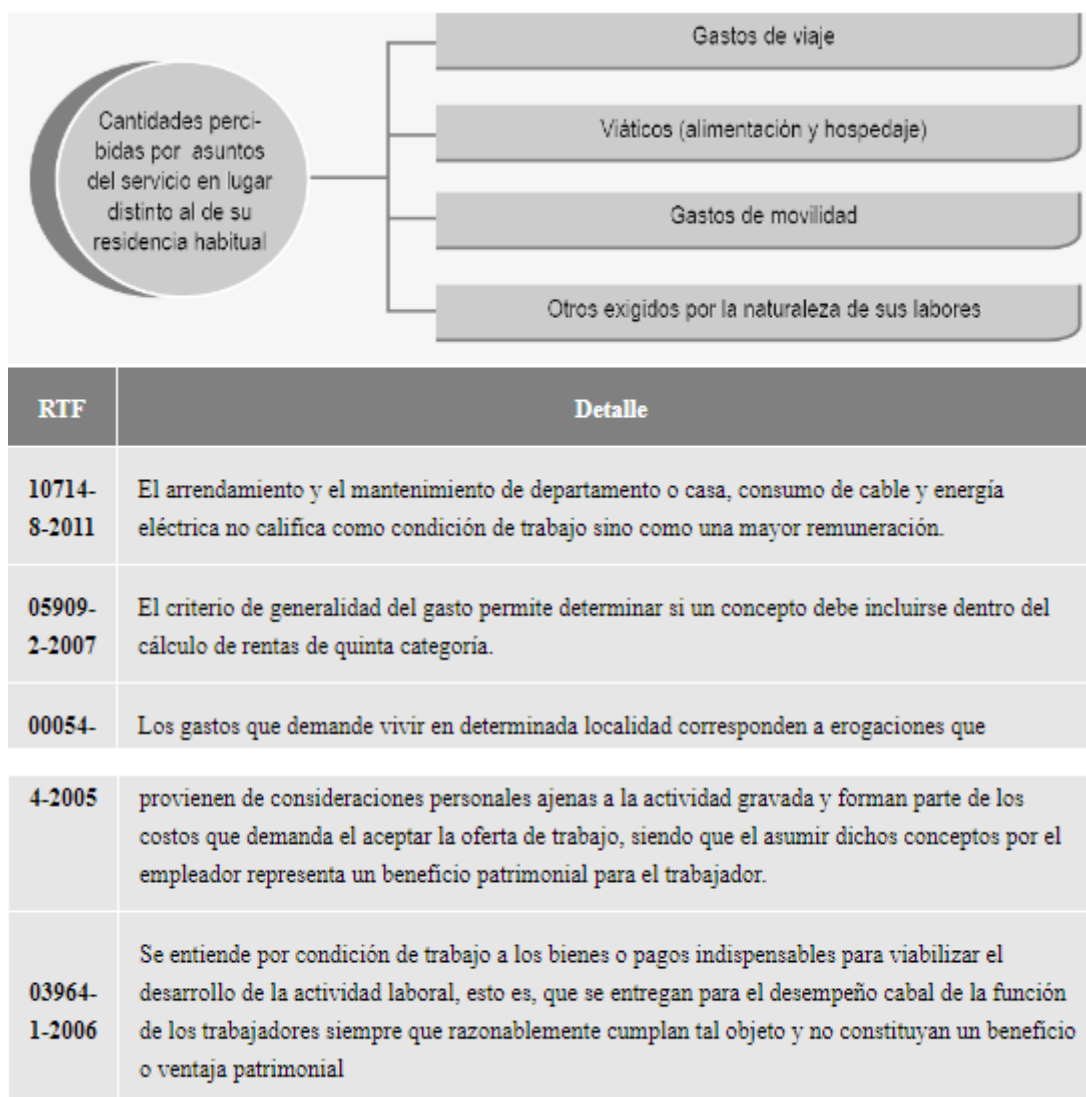 Gastos de viaje
Cantidades perci-
bidas por asuntos
del servicio en lugar
distinto al de su
residencia habitual
Viáticos (alimentación y hospedaje)
Gastos de movilidad
Otros exigidos por la naturaleza de sus labores
RTF Detalle
10714-
8-2011
El arrendamiento y el mantenimiento de departamento o casa, consumo de cable y energía
eléctrica no califica como condición de trabajo sino como una mayor remuneración.
05909-
2-2007
El criterio de generalidad del gasto permite determinar si un concepto debe incluirse dentro del
cálculo de rentas de quinta categoría.
00054-
Los gastos que demande vivir en determinada localidad corresponden a erogaciones que
4-2005
provienen de consideraciones personales ajenas a la actividad gravada y forman parte de los
costos que demanda el aceptar la oferta de trabajo, siendo que el asumir dichos conceptos por el
empleador representa un beneficio patrimonial para el trabajador.
03964-
1-2006
Se entiende por condición de trabajo a los bienes o pagos indispensables para viabilizar el
desarrollo de la actividad laboral, esto es, que se entregan para el desempeño cabal de la función
de los trabajadores siempre que razonablemente cumplan tal objeto y no constituyan un beneficio
o ventaja patrimonial